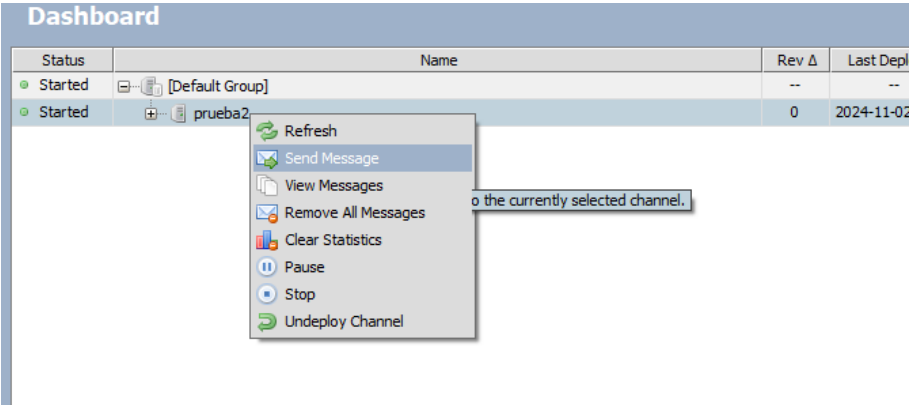 Dashboard
Status Name Rev Δ Last Depl
Started [Default Group] -- --
Started prueba2 0 2024-11-02
Refresh
Send Message
View Messages
o the currently selected channel.
Remove All Messages
Clear Statistics
Pause
Stop
Undeploy Channel